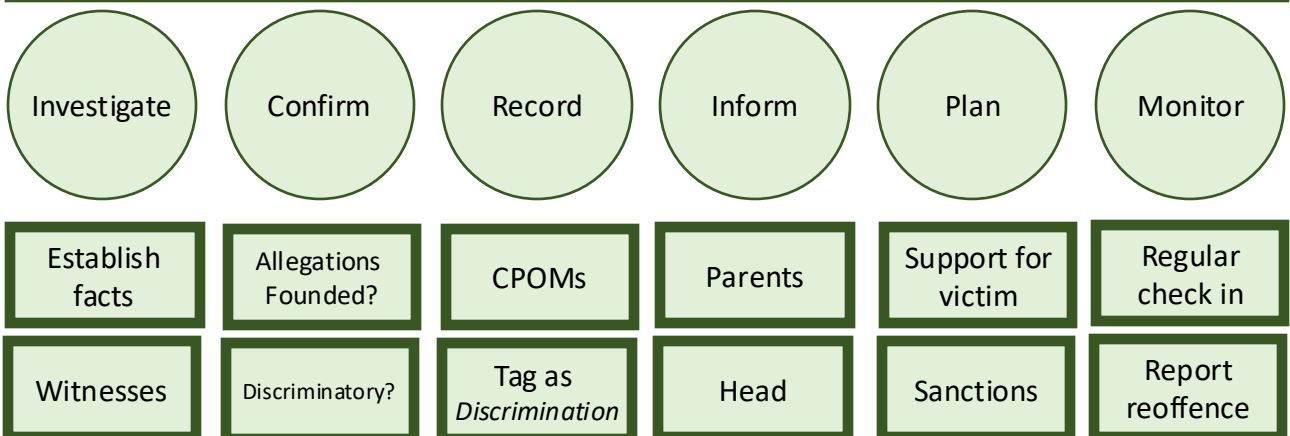 Investigate
Confirm
Record
Inform
Plan
Monitor
Establish
facts
Allegations
Founded?
CPOMs
Parents
Support for
victim
Regular
check in
Witnesses
Discriminatory?
Tag as
Discrimination
Head
Sanctions
Report
reoffence